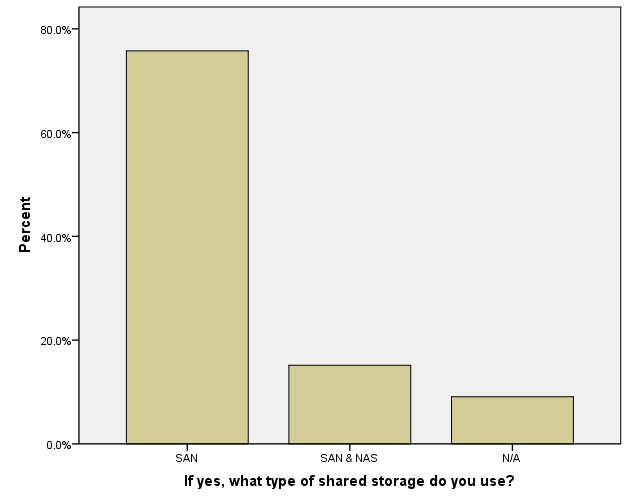 80.0%
60.0%
40.0%
20.0%
0.0%
Percent
SAN
SAN & NAS
N/A
If yes, what type of shared storage do you use?